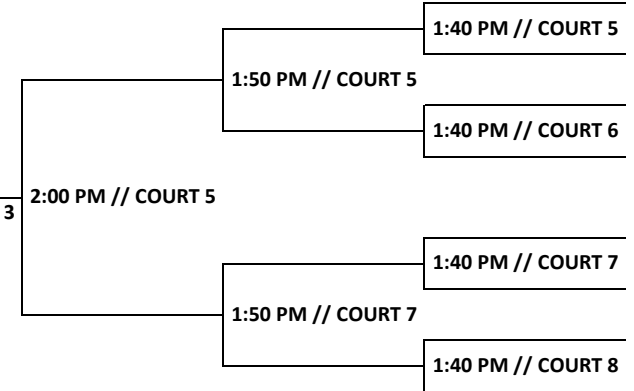 1:40 PM // COURT 5
1:50 PM // COURT 5
1:40 PM // COURT 6
2:00 PM // COURT 5
3
1:40 PM // COURT 7
1:50 PM // COURT 7
1:40 PM // COURT 8